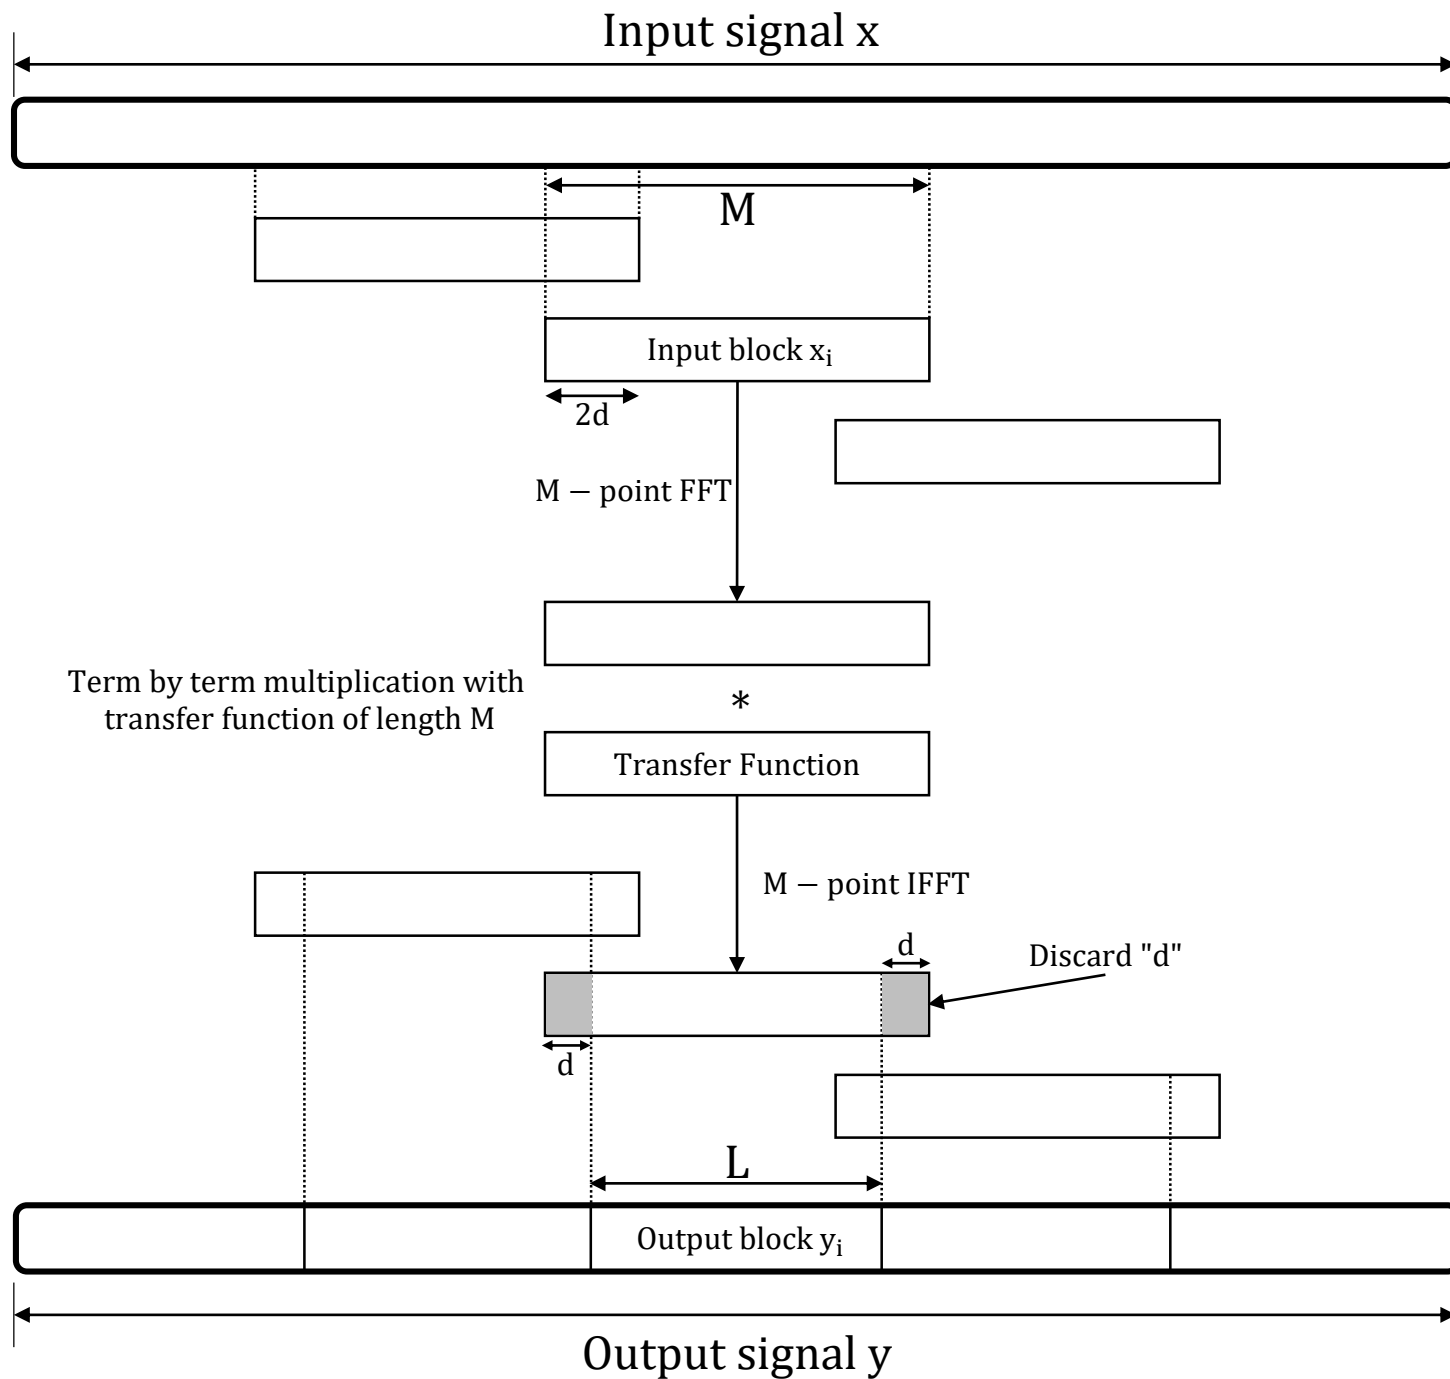 Input signal x
M
Input block xᵢ
2d
M − point FFT
Term by term multiplication with
transfer function of length M
*
Transfer Function
M − point IFFT
d
Discard "d"
d
L
Output block yᵢ
Output signal y